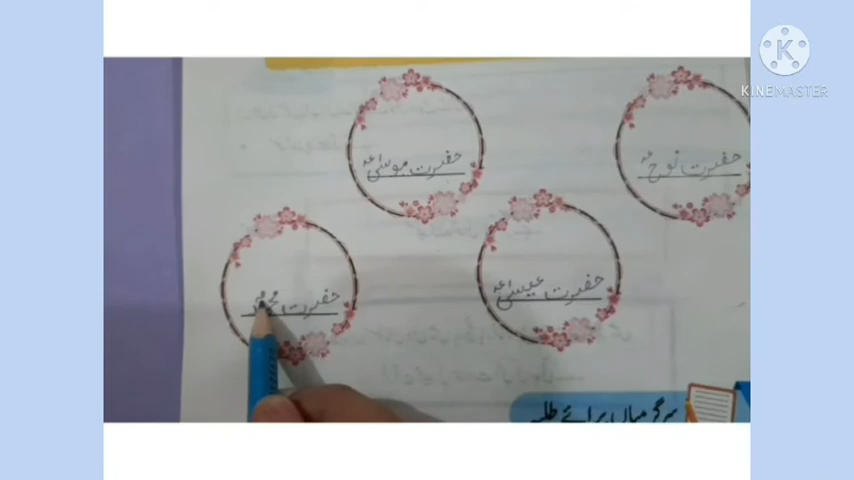 حضرت نوحؑ
حضرت موسیٰؑ
حضرت عیسیٰؑ
حضرت محمدؐ
سرگرمیاں برائے طلبہ
KINEMASTER